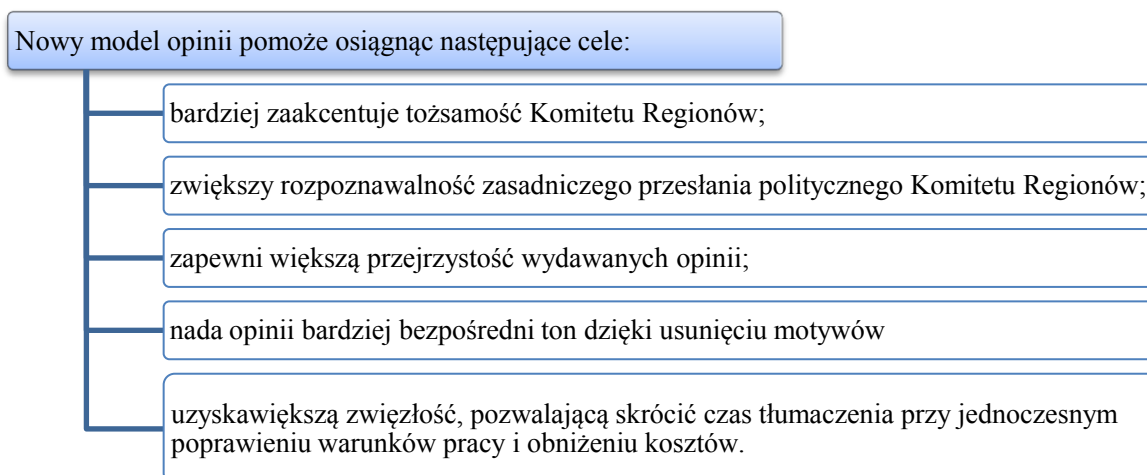 Nowy model opinii pomoże osiągnąc następujące cele:
bardziej zaakcentuje tożsamość Komitetu Regionów;
zwiększy rozpoznawalność zasadniczego przesłania politycznego Komitetu Regionów;
zapewni większą przejrzystość wydawanych opinii;
nada opinii bardziej bezpośredni ton dzięki usunięciu motywów
uzyskawiększą zwięzłość, pozwalającą skrócić czas tłumaczenia przy jednoczesnym
poprawieniu warunków pracy i obniżeniu kosztów.